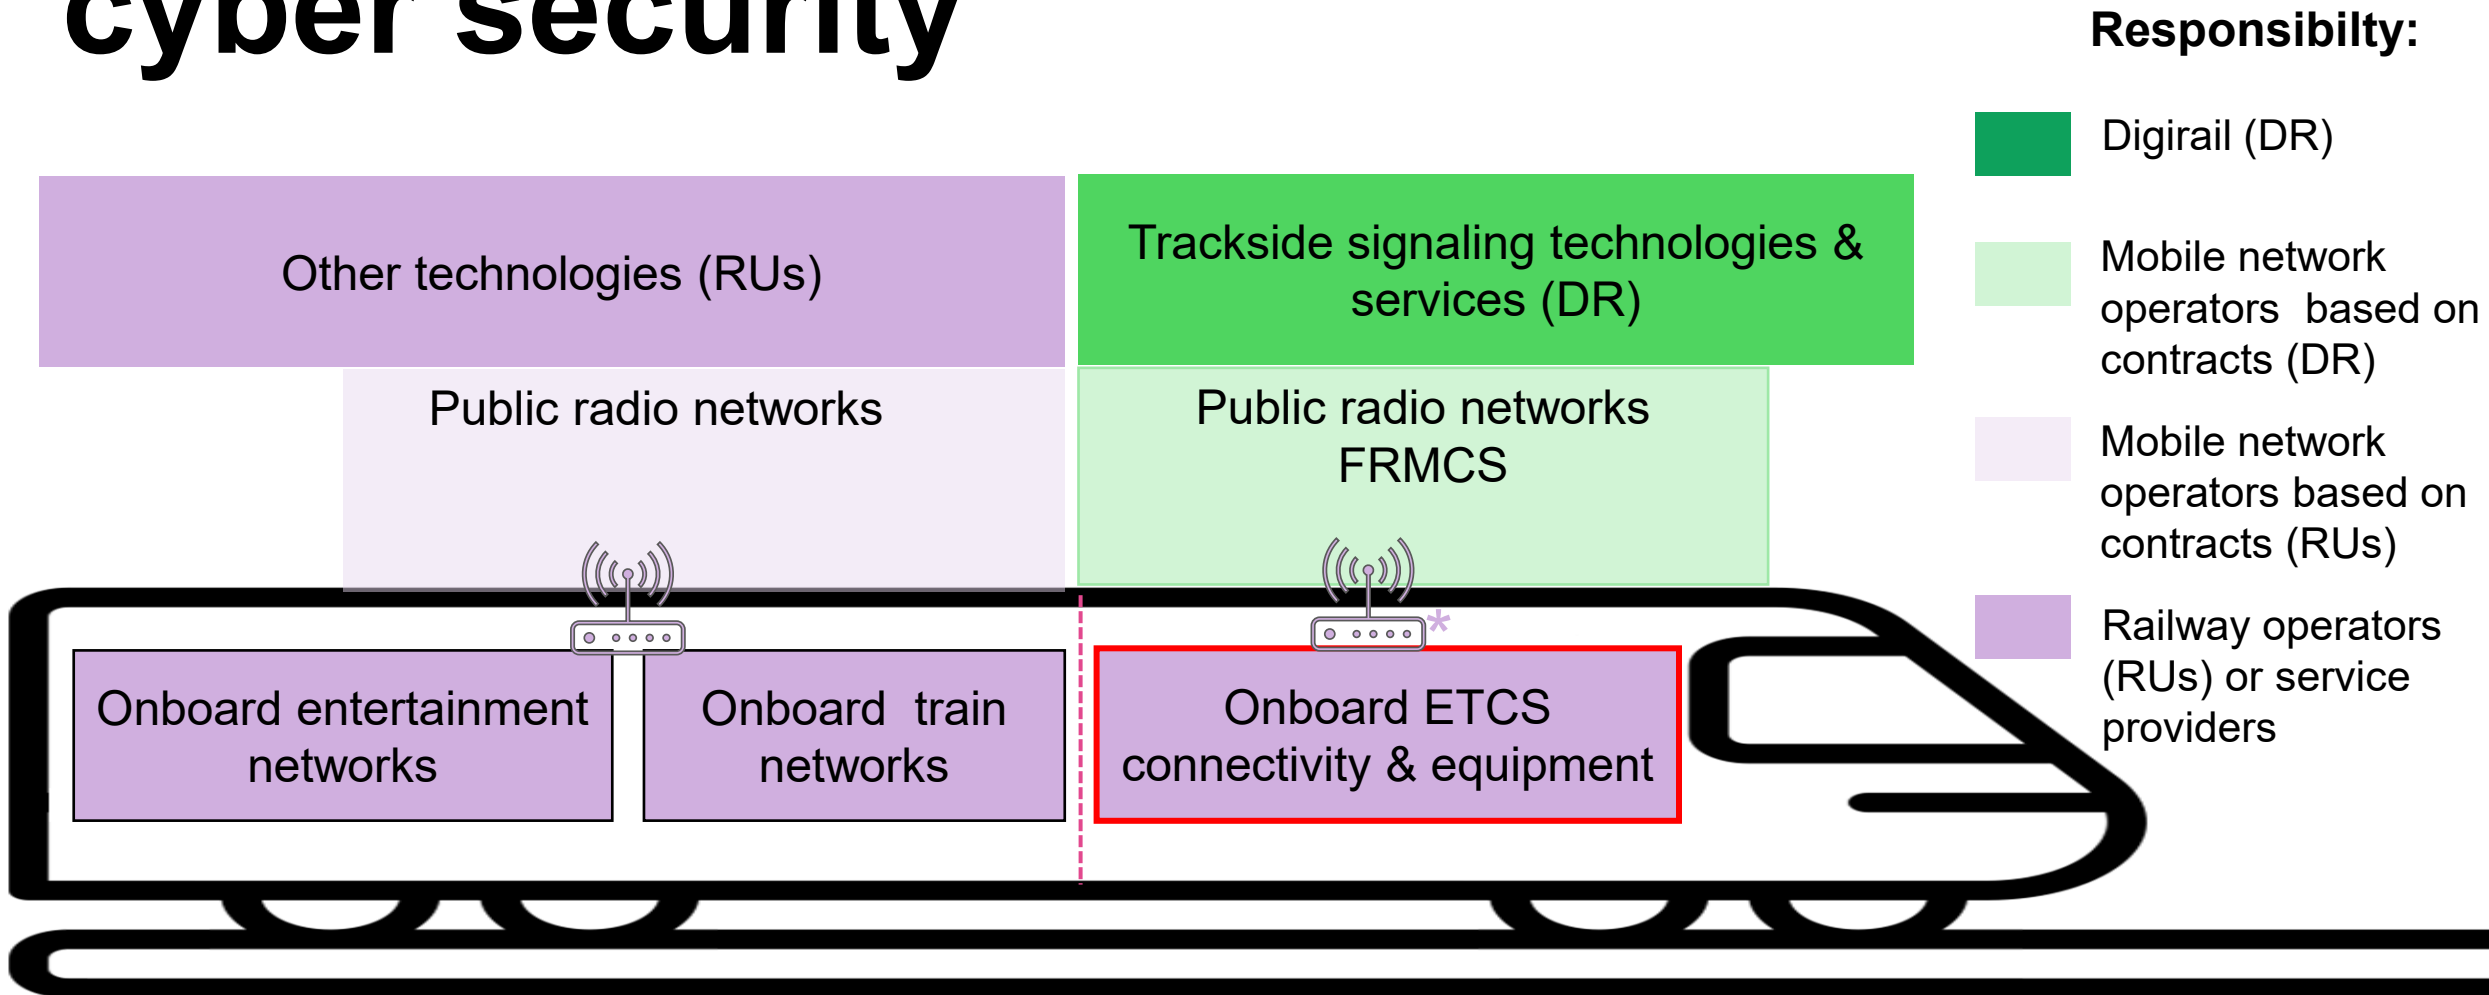 cyber security
Responsibilty:
Digirail (DR)
Mobile network
operators  based on
contracts (DR)
Mobile network
operators based on
contracts (RUs)
Railway operators
(RUs) or service
providers
Other technologies (RUs)
Trackside signaling technologies &
services (DR)
Public radio networks
Public radio networks
FRMCS
*
Onboard entertainment
networks
Onboard  train
networks
Onboard ETCS
connectivity & equipment